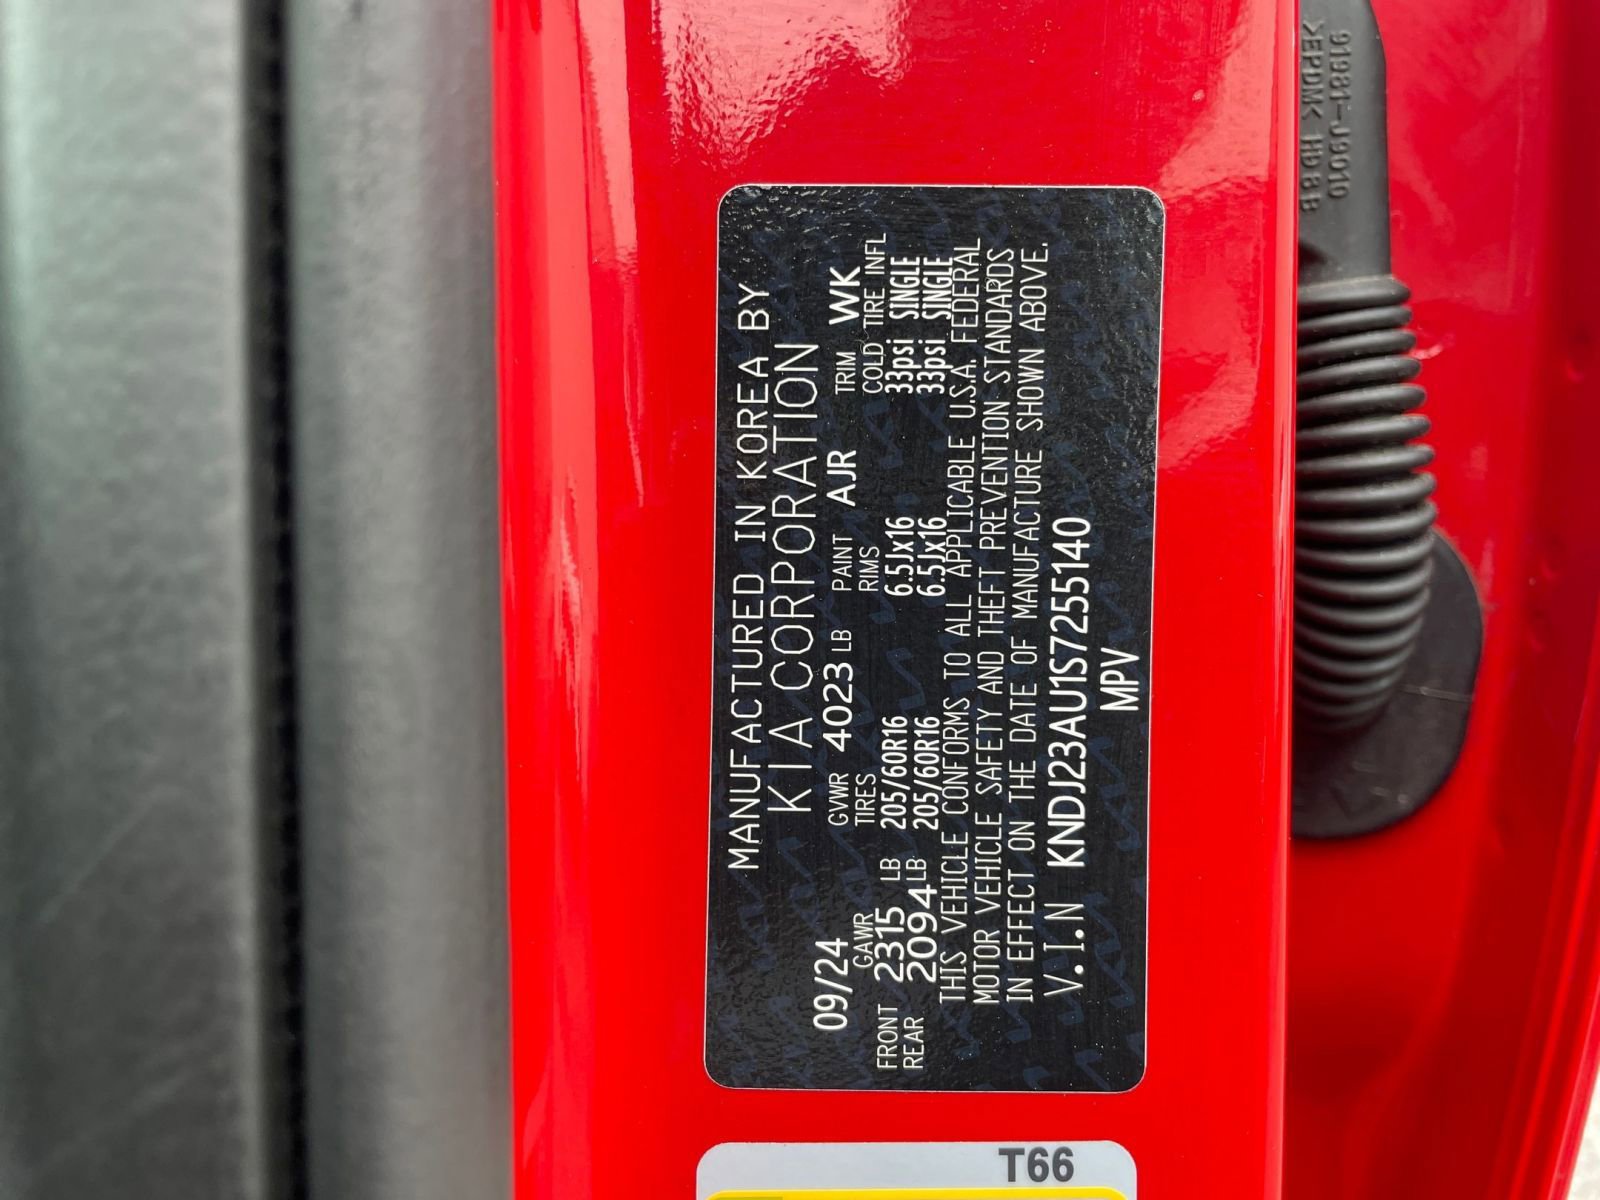 MANUFACTURED IN KOREA BY
KIA CORPORATION
09/24 GVWR 4023 LB PAINT AJR TRIM WK
GAWR TIRES RIMS COLD TIRE INFL
FRONT 2315 LB 205/60R16 6.5Jx16 33psi SINGLE
REAR 2094 LB 205/60R16 6.5Jx16 33psi SINGLE
THIS VEHICLE CONFORMS TO ALL APPLICABLE U.S.A. FEDERAL
MOTOR VEHICLE SAFETY AND THEFT PREVENTION STANDARDS
IN EFFECT ON THE DATE OF MANUFACTURE SHOWN ABOVE.
V.I.N KNDJ23AU1S7255140
MPV
T66
91981-J9010
>EPDM<